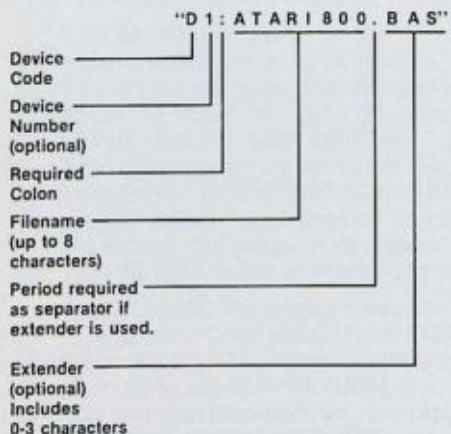 "D1:ATARI800.BAS"
Device
Code
Device
Number
(optional)
Required
Colon
Filename
(up to 8
characters)
Period required
as separator if
extender is used.
Extender
(optional)
Includes
0-3 characters